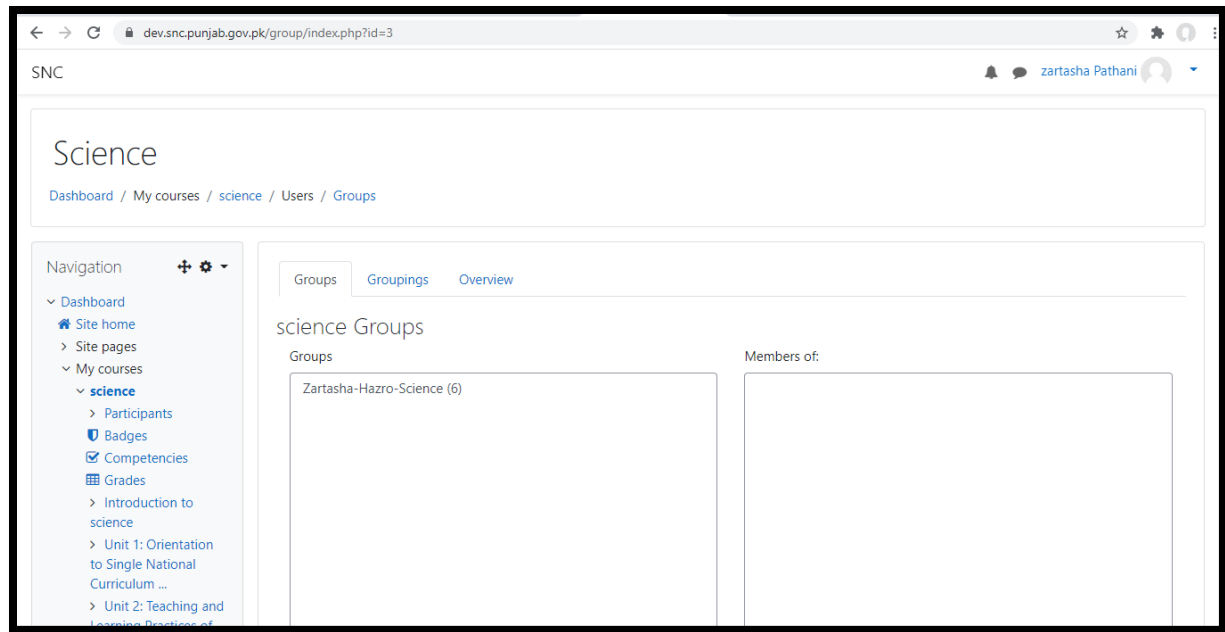 dev.snc.punjab.gov.pk/group/index.php?id=3
SNC
zartasha Pathani
Science
Dashboard / My courses / science / Users / Groups
Navigation
Dashboard
Site home
Site pages
My courses
science
Participants
Badges
Competencies
Grades
Introduction to
science
Unit 1: Orientation
to Single National
Curriculum ...
Unit 2: Teaching and
Learning Practices of
Groups Groupings Overview
science Groups
Groups
Zartasha-Hazro-Science (6)
Members of: